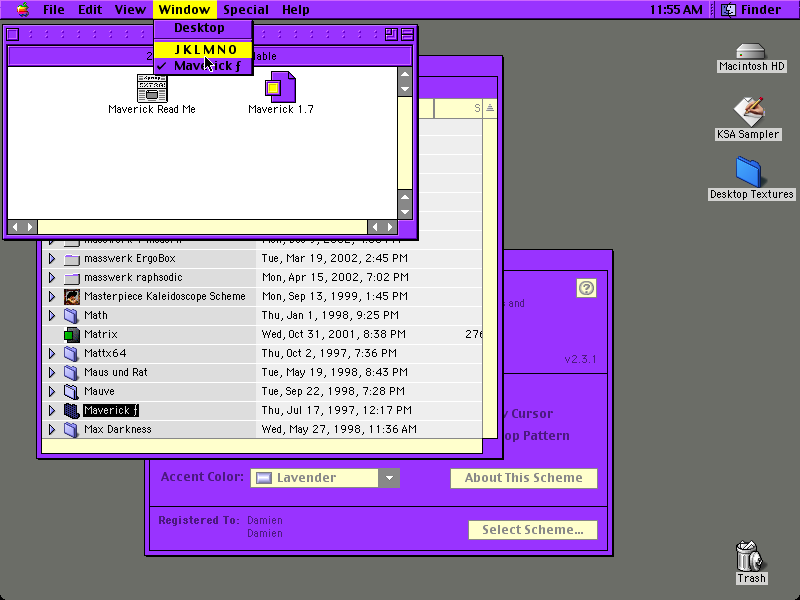 File Edit View Window Special Help 11:55 AM Finder
Desktop
J K L M N O
✓ Maverick ƒ
Maverick Read Me
Maverick 1.7
Macintosh HD
KSA Sampler
Desktop Textures
Trash
S
masswerk ErgoBox Tue, Mar 19, 2002, 2:45 PM
masswerk raphsodic Mon, Apr 15, 2002, 7:02 PM
Masterpiece Kaleidoscope Scheme Mon, Sep 13, 1999, 1:45 PM
Math Thu, Jan 1, 1998, 9:25 PM
Matrix Wed, Oct 31, 2001, 8:38 PM 276
Mattx64 Thu, Oct 2, 1997, 7:36 PM
Maus und Rat Tue, May 19, 1998, 8:43 PM
Mauve Tue, Sep 22, 1998, 7:28 PM
Maverick ƒ Thu, Jul 17, 1997, 12:17 PM
Max Darkness Wed, May 27, 1998, 11:36 AM
s and
v2.3.1
Cursor
op Pattern
Accent Color: Lavender
About This Scheme
Registered To: Damien
Damien
Select Scheme...